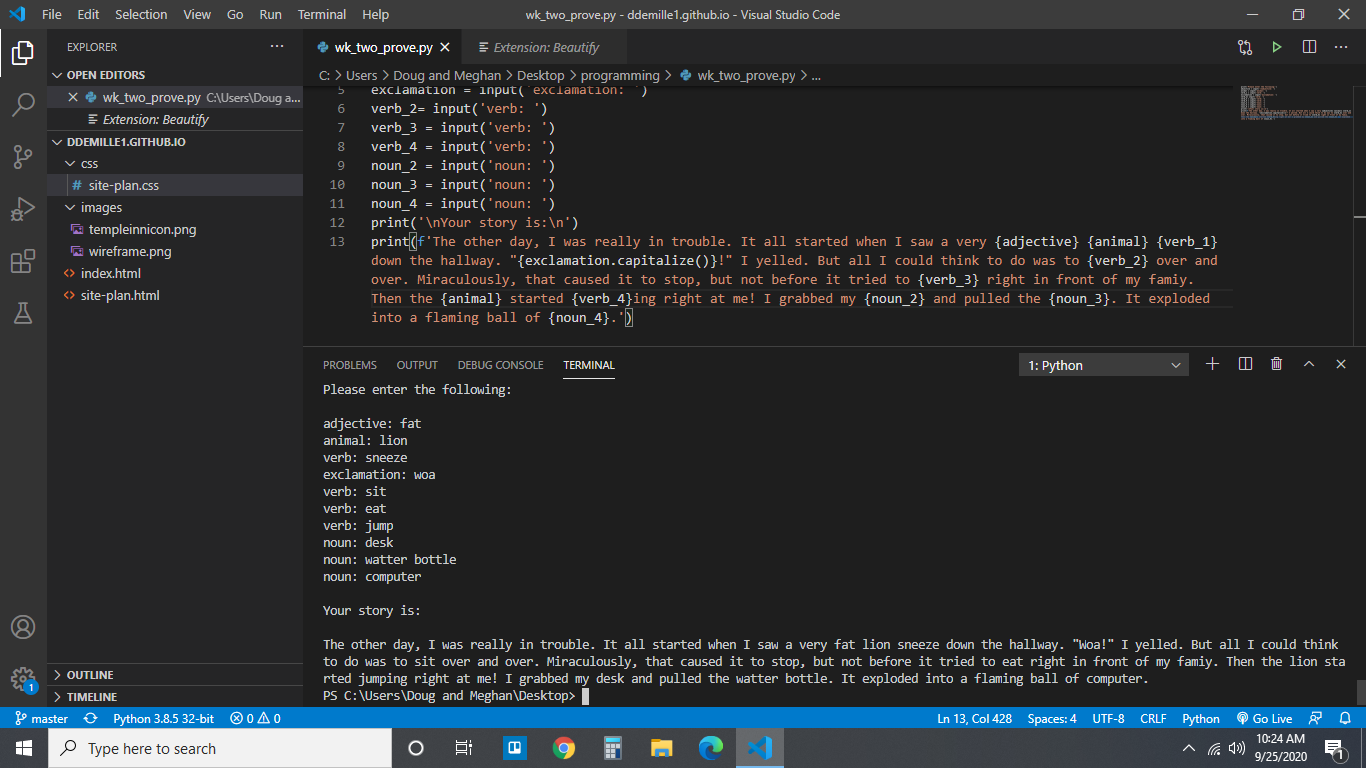 File Edit Selection View Go Run Terminal Help wk_two_prove.py - ddemille1.github.io - Visual Studio Code
EXPLORER
OPEN EDITORS
wk_two_prove.py C:\Users\Doug a...
Extension: Beautify
DDEMILLE1.GITHUB.IO
css
# site-plan.css
images
templeinnicon.png
wireframe.png
<> index.html
<> site-plan.html
OUTLINE
TIMELINE
wk_two_prove.py Extension: Beautify
C: > Users > Doug and Meghan > Desktop > programming > wk_two_prove.py > ...
5 exclamation = input('exclamation: ')
6 verb_2= input('verb: ')
7 verb_3 = input('verb: ')
8 verb_4 = input('verb: ')
9 noun_2 = input('noun: ')
10 noun_3 = input('noun: ')
11 noun_4 = input('noun: ')
12 print('\nYour story is:\n')
13 print(f'The other day, I was really in trouble. It all started when I saw a very {adjective} {animal} {verb_1}
down the hallway. "{exclamation.capitalize()}!" I yelled. But all I could think to do was to {verb_2} over and
over. Miraculously, that caused it to stop, but not before it tried to {verb_3} right in front of my famiy.
Then the {animal} started {verb_4}ing right at me! I grabbed my {noun_2} and pulled the {noun_3}. It exploded
into a flaming ball of {noun_4}.')
PROBLEMS OUTPUT DEBUG CONSOLE TERMINAL 1: Python
Please enter the following:
adjective: fat
animal: lion
verb: sneeze
exclamation: woa
verb: sit
verb: eat
verb: jump
noun: desk
noun: watter bottle
noun: computer
Your story is:
The other day, I was really in trouble. It all started when I saw a very fat lion sneeze down the hallway. "Woa!" I yelled. But all I could think
to do was to sit over and over. Miraculously, that caused it to stop, but not before it tried to eat right in front of my famiy. Then the lion sta
rted jumping right at me! I grabbed my desk and pulled the watter bottle. It exploded into a flaming ball of computer.
PS C:\Users\Doug and Meghan\Desktop>
1
master Python 3.8.5 32-bit 0 0 Ln 13, Col 428 Spaces: 4 UTF-8 CRLF Python Go Live
Type here to search
10:24 AM
9/25/2020
1